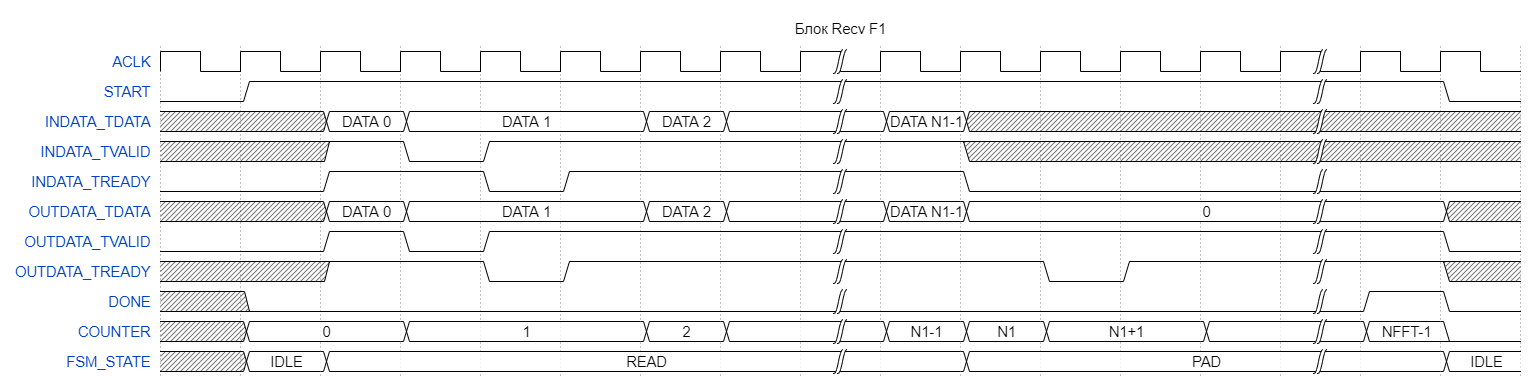 Блок Recv F1
ACLK
START
INDATA_TDATA DATA 0 DATA 1 DATA 2 DATA N1-1
INDATA_TVALID
INDATA_TREADY
OUTDATA_TDATA DATA 0 DATA 1 DATA 2 DATA N1-1 0
OUTDATA_TVALID
OUTDATA_TREADY
DONE
COUNTER 0 1 2 N1-1 N1 N1+1 NFFT-1
FSM_STATE IDLE READ PAD IDLE